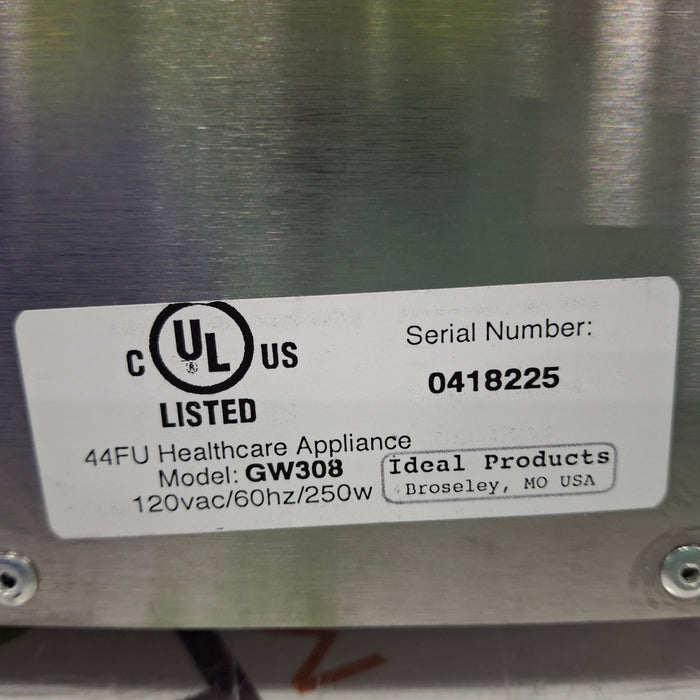 C UL® US
LISTED
Serial Number:
0418225
44FU Healthcare Appliance
Model: GW308
120vac/60hz/250w
Ideal Products
Broseley, MO USA